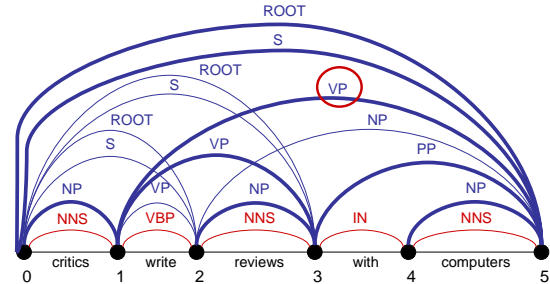 ROOT
S
ROOT
S
VP
ROOT
NP
S
VP
PP
NP
VP
NP
NP
NNS
VBP
NNS
IN
NNS
critics write reviews with computers
0 1 2 3 4 5